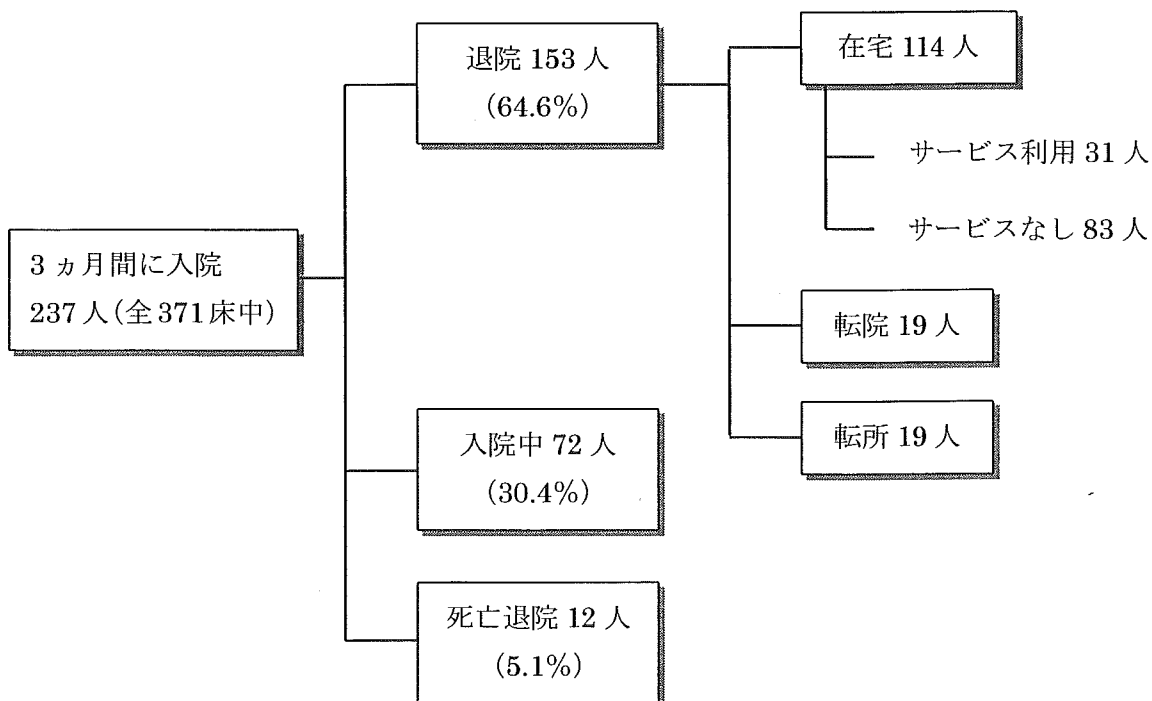 3ヵ月間に入院
237人(全371床中)
退院 153人
(64.6%)
入院中 72人
(30.4%)
死亡退院 12人
(5.1%)
在宅 114人
サービス利用 31人
サービスなし 83人
転院 19人
転所 19人